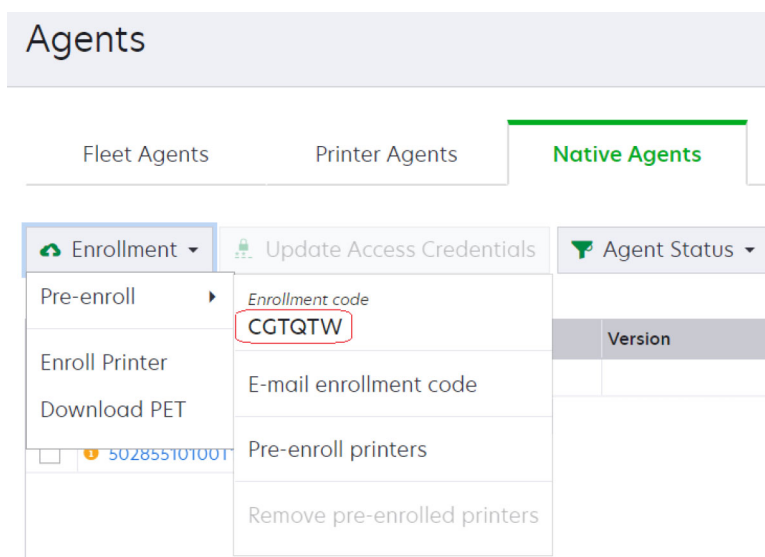 Agents
Fleet Agents Printer Agents Native Agents
Enrollment Update Access Credentials Agent Status
Pre-enroll
Enroll Printer
Download PET
Enrollment code
CGTQTW
E-mail enrollment code
Pre-enroll printers
Remove pre-enrolled printers
Version